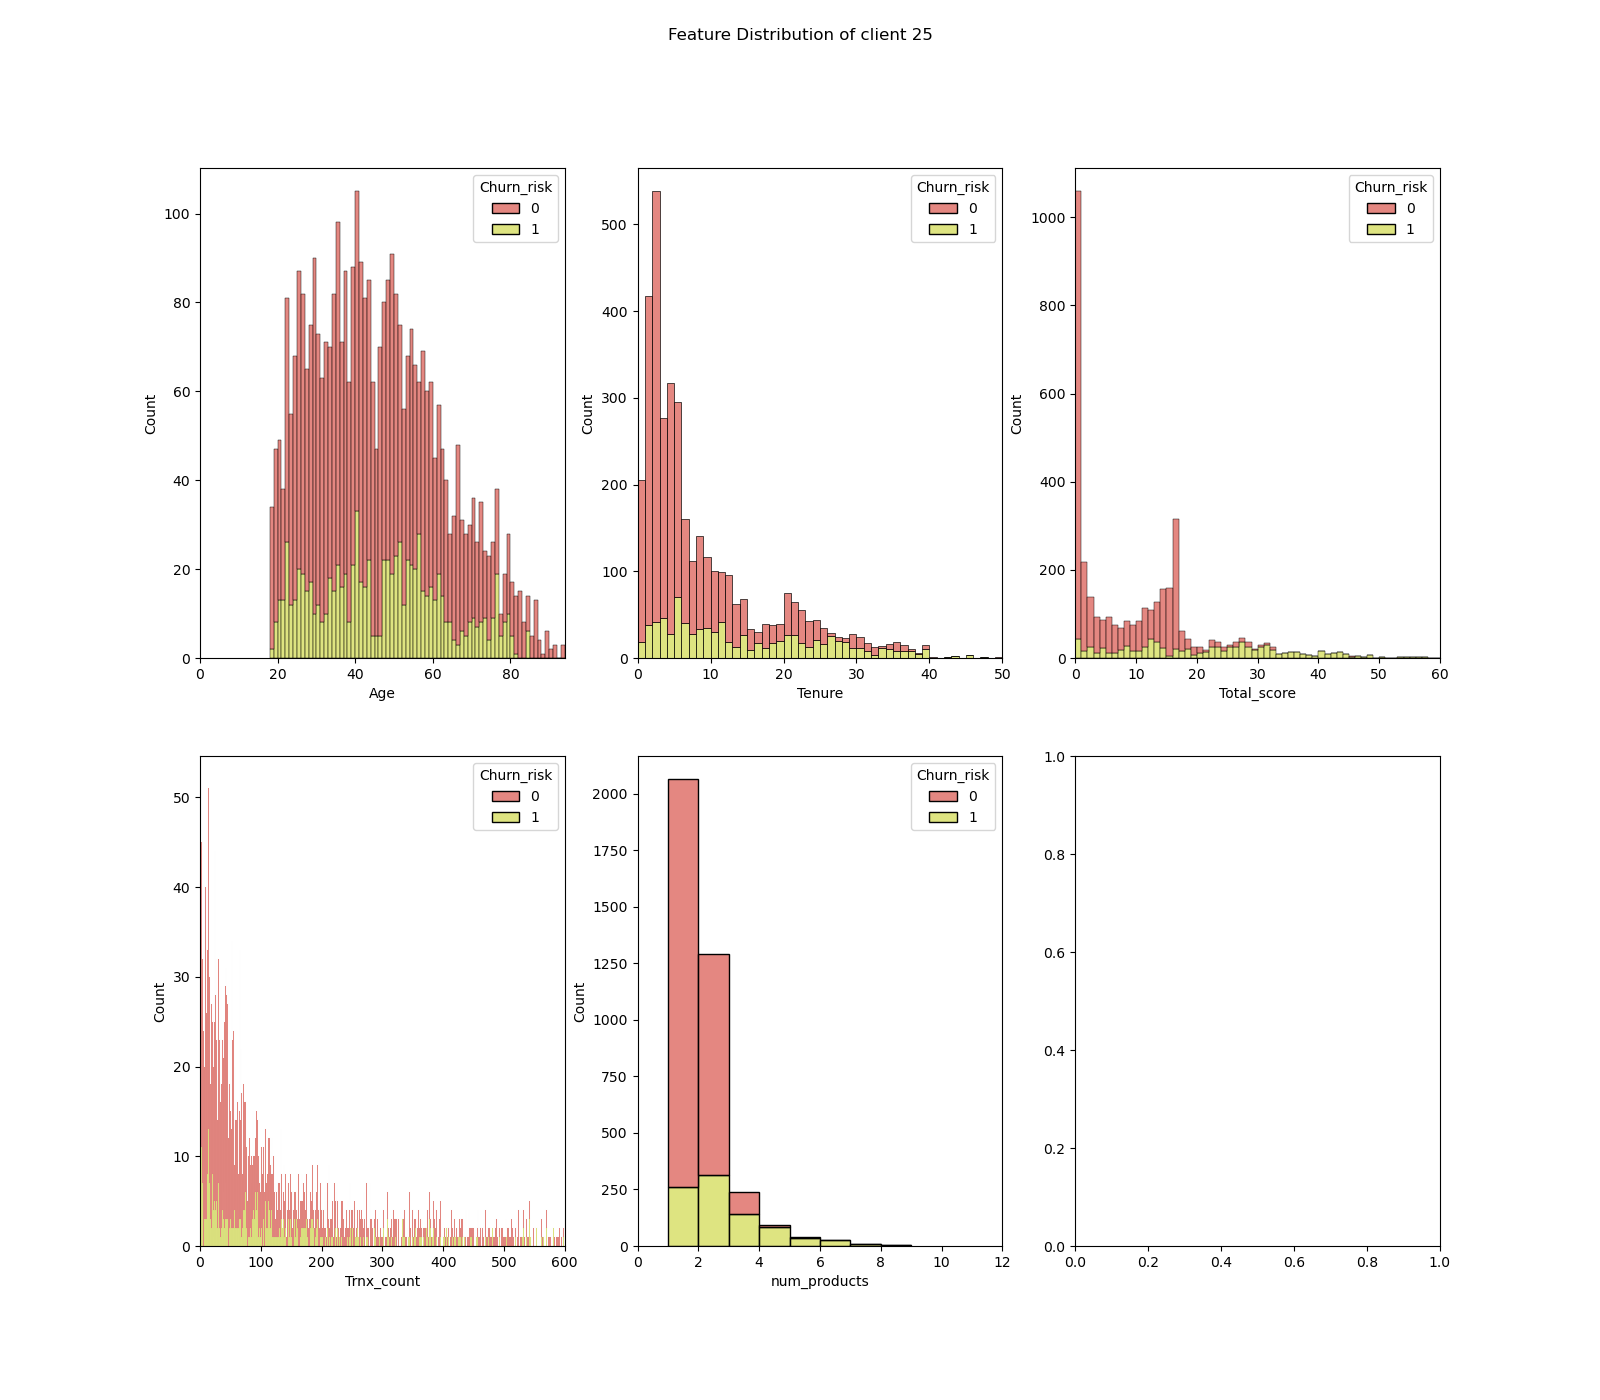 Feature Distribution of client 25
Churn_risk
0
1
100
80
60
40
20
0
Count
0 20 40 60 80
Age
Churn_risk
0
1
500
400
300
200
100
0
Count
0 10 20 30 40 50
Tenure
Churn_risk
0
1
1000
800
600
400
200
0
Count
0 10 20 30 40 50 60
Total_score
Churn_risk
0
1
50
40
30
20
10
0
Count
0 100 200 300 400 500 600
Trnx_count
Churn_risk
0
1
2000
1750
1500
1250
1000
750
500
250
0
Count
0 2 4 6 8 10 12
num_products
1.0
0.8
0.6
0.4
0.2
0.0
0.0 0.2 0.4 0.6 0.8 1.0